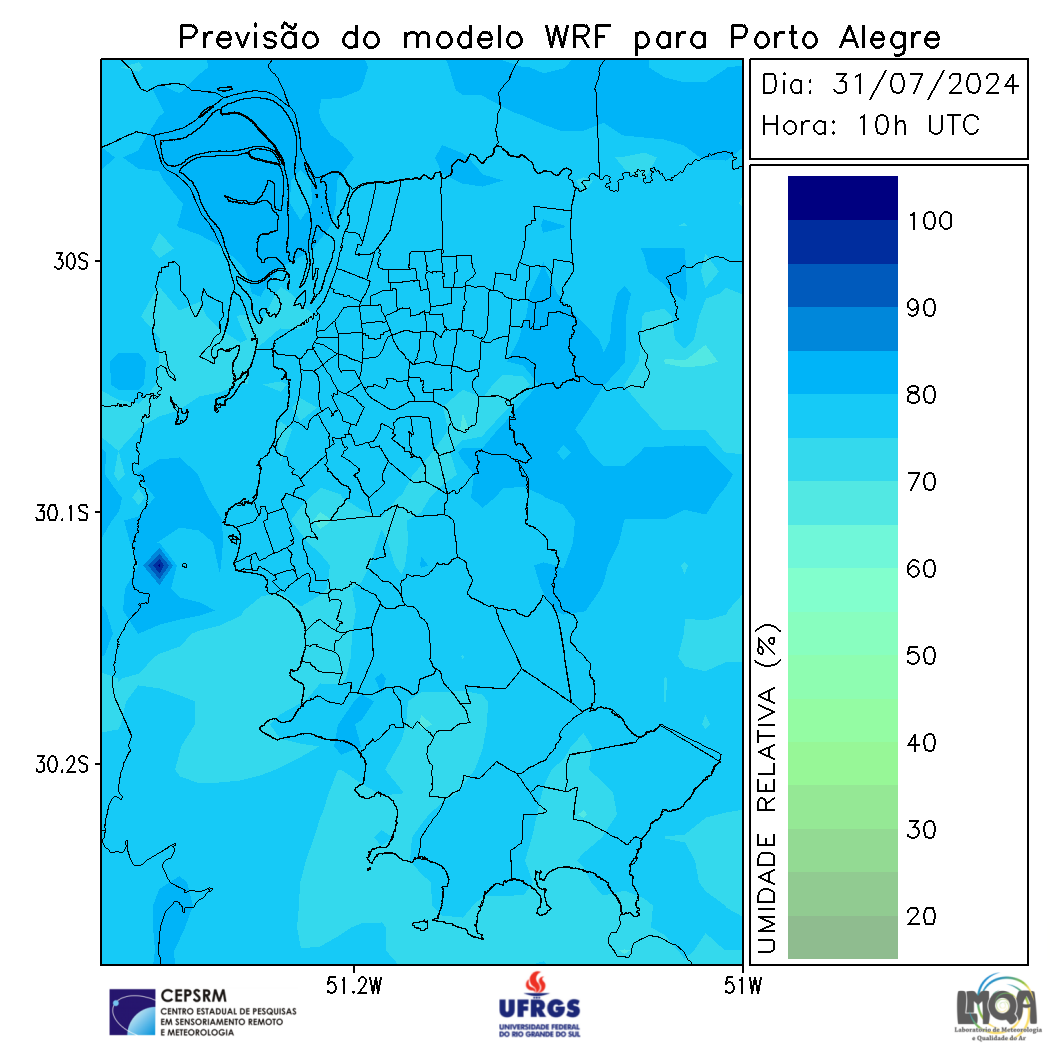 Previsão do modelo WRF para Porto Alegre
Dia: 31/07/2024
Hora: 10h UTC
30S
30.1S
30.2S
51.2W
51W
UMIDADE RELATIVA (%)
100
90
80
70
60
50
40
30
20
CEPSRM
CENTRO ESTADUAL DE PESQUISAS
EM SENSORIAMENTO REMOTO
E METEOROLOGIA
UFRGS
UNIVERSIDADE FEDERAL
DO RIO GRANDE DO SUL
LMQA
Laboratório de Meteorologia
e Qualidade do Ar